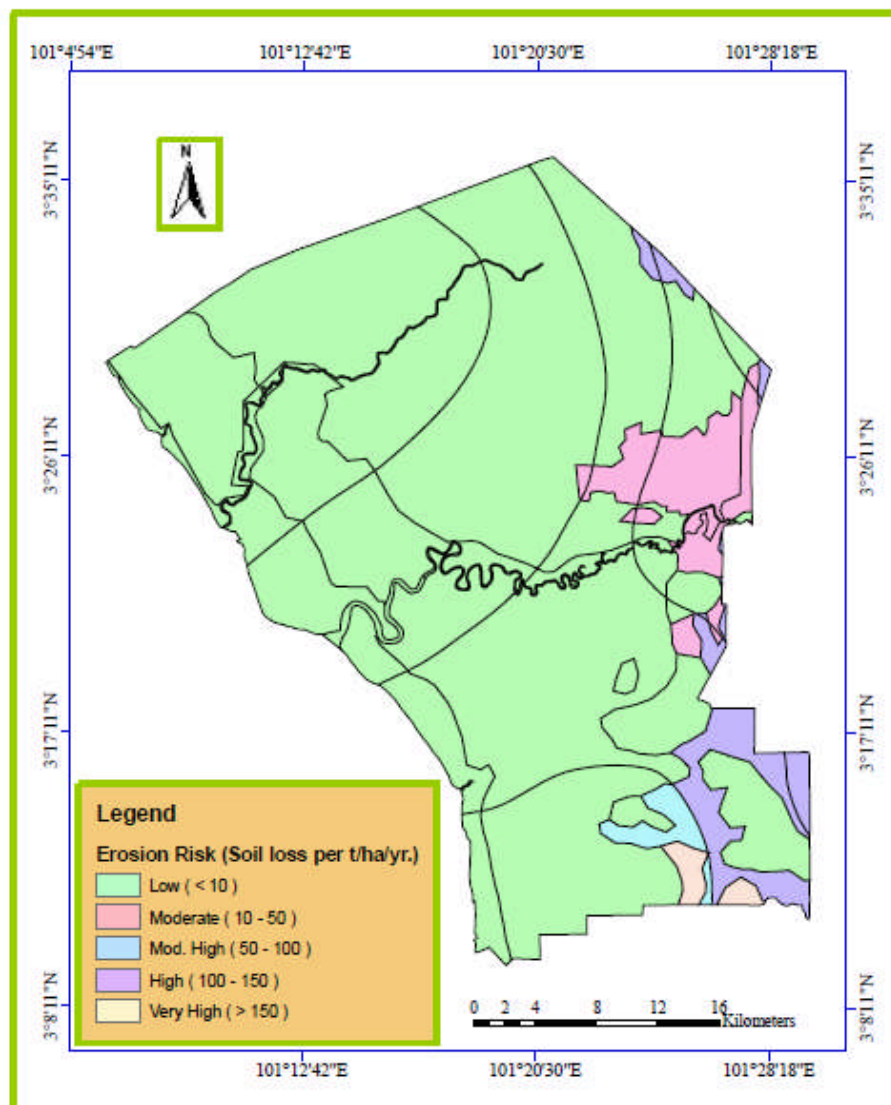 101°4'54"E 101°12'42"E 101°20'30"E 101°28'18"E
N
3°35'11"N 3°35'11"N
3°26'11"N 3°26'11"N
3°17'11"N 3°17'11"N
3°8'11"N 3°8'11"N
Legend
Erosion Risk (Soil loss per t/ha/yr.)
Low ( < 10 )
Moderate ( 10 - 50 )
Mod. High ( 50 - 100 )
High ( 100 - 150 )
Very High ( > 150 )
0 2 4 8 12 16
Kilometers
101°12'42"E 101°20'30"E 101°28'18"E